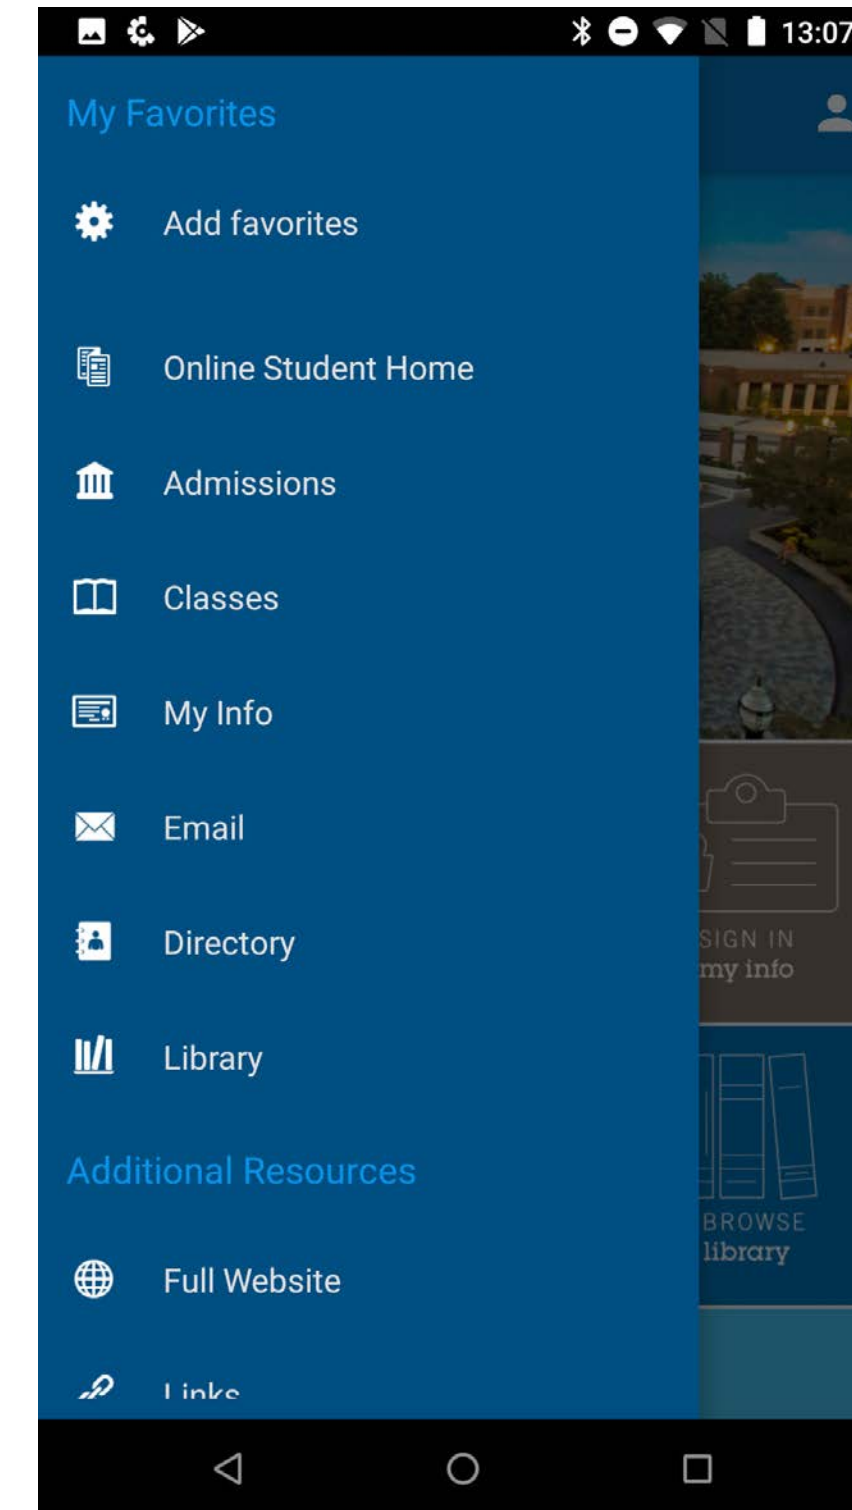 13:07
My Favorites
Add favorites
Online Student Home
Admissions
Classes
My Info
Email
Directory
SIGN IN
my info
Library
Additional Resources
BROWSE
library
Full Website
Links